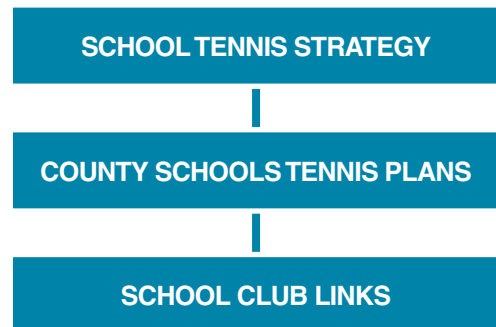 SCHOOL TENNIS STRATEGY
COUNTY SCHOOLS TENNIS PLANS
SCHOOL CLUB LINKS